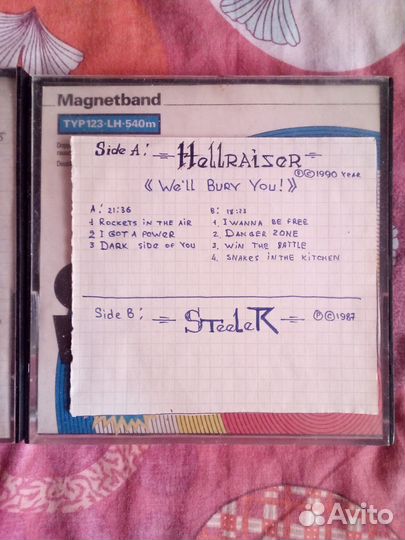 Magnetband
TYP123·LH·540m
Side A: HellRaiseR
Ⓟ©1990 YEAR
《 We'll BuRy You! 》
A: 21:36
B: 18:23
1 Rockets in the Air
2 I Got a Power
3 Dark Side of You
1. I Wanna Be Free
2. Danger Zone
3. Win the Battle
4. Snakes in the Kitchen
Side B: SteeleR Ⓟ©1987
Avito